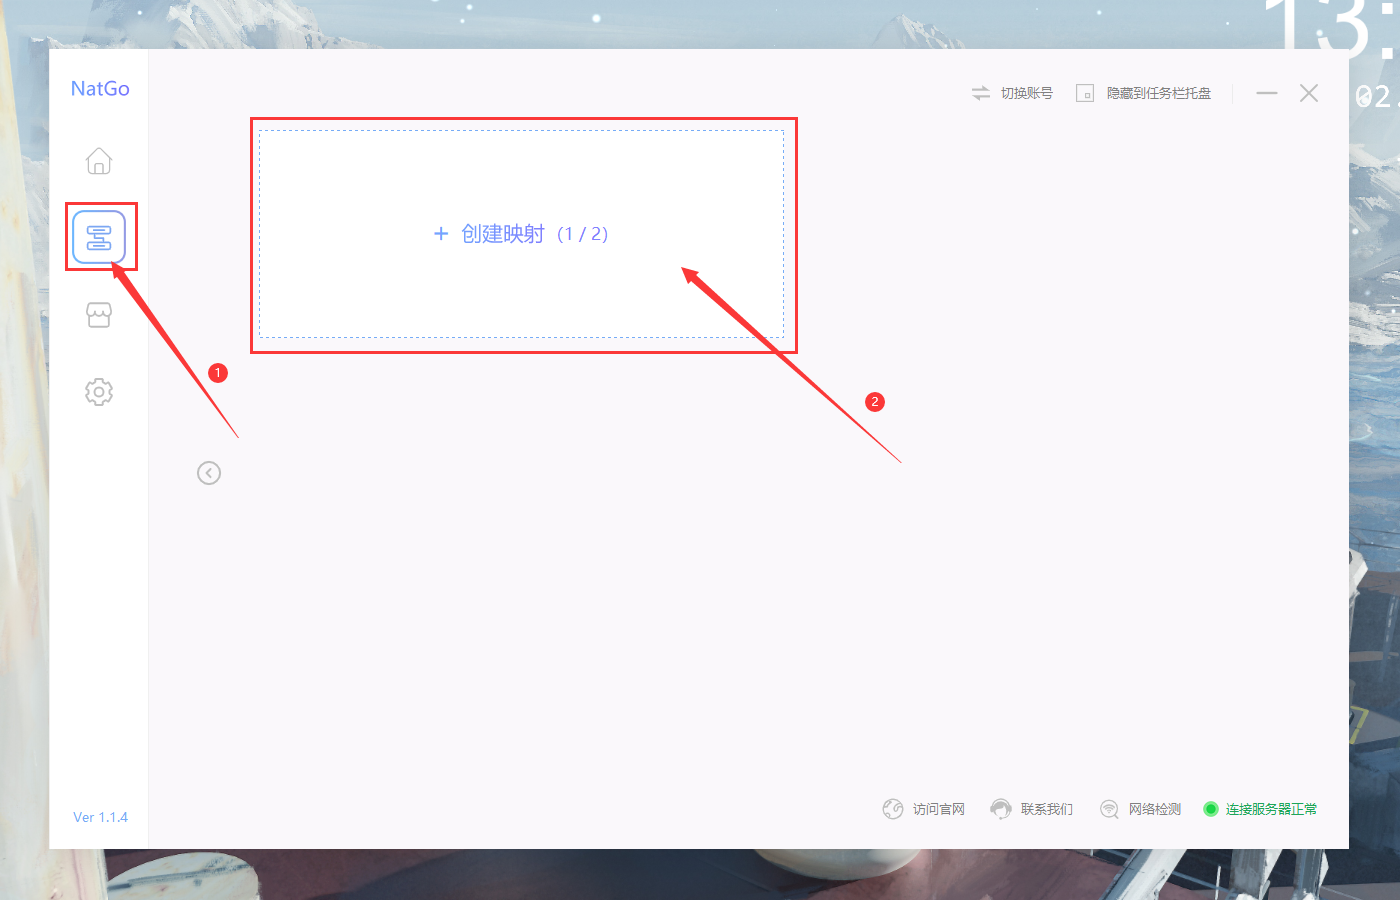 13:
02.
NatGo
切换账号
隐藏到任务栏托盘
+ 创建映射（1 / 2）
1
2
Ver 1.1.4
访问官网
联系我们
网络检测
连接服务器正常